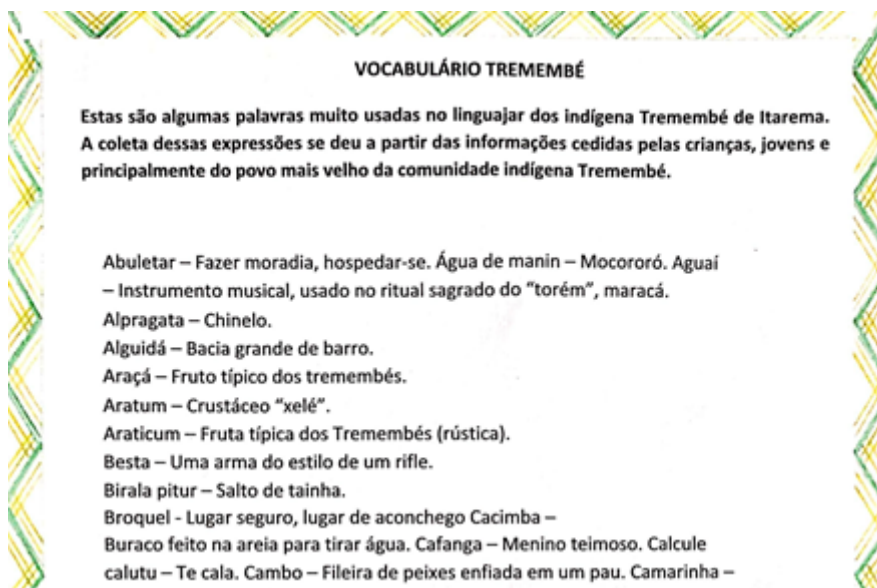 VOCABULÁRIO TREMEMBÉ
Estas são algumas palavras muito usadas no linguajar dos indígena Tremembé de Itarema.
A coleta dessas expressões se deu a partir das informações cedidas pelas crianças, jovens e
principalmente do povo mais velho da comunidade indígena Tremembé.
Abuletar – Fazer moradia, hospedar-se. Água de manin – Mocororó. Aguaí
– Instrumento musical, usado no ritual sagrado do “torém”, maracá.
Alpragata – Chinelo.
Alguidá – Bacia grande de barro.
Araçá – Fruto típico dos tremembés.
Aratum – Crustáceo “xelé”.
Araticum – Fruta típica dos Tremembés (rústica).
Besta – Uma arma do estilo de um rifle.
Birala pitur – Salto de tainha.
Broquel - Lugar seguro, lugar de aconchego Cacimba –
Buraco feito na areia para tirar água. Cafanga – Menino teimoso. Calcule
calutu – Te cala. Cambo – Fileira de peixes enfiada em um pau. Camarinha –